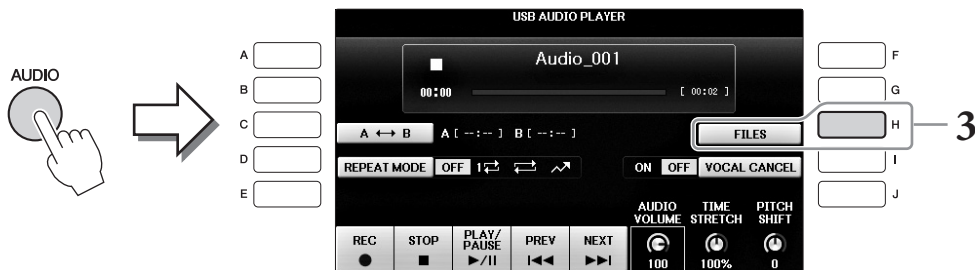 USB AUDIO PLAYER
AUDIO
A
B
C
D
E
Audio_001
00:00 [ 00:02 ]
A ↔ B A [ --:-- ] B [ --:-- ]
FILES
REPEAT MODE OFF 1
ON OFF VOCAL CANCEL
AUDIO VOLUME
TIME STRETCH
PITCH SHIFT
REC
STOP
PLAY/PAUSE
PREV
NEXT
100
100%
0
F
G
H
I
J
3